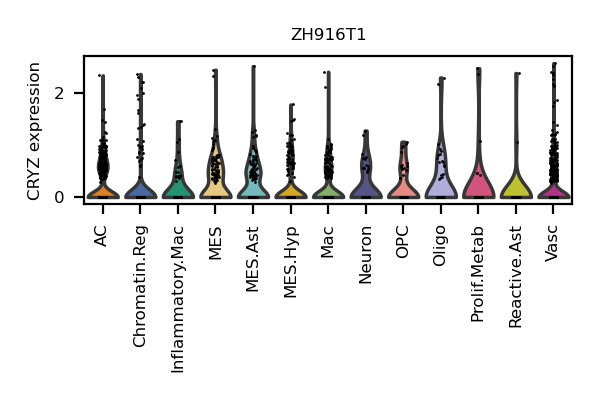 ZH916T1
CRYZ expression
2
0
AC
Chromatin.Reg
Inflammatory.Mac
MES
MES.Ast
MES.Hyp
Mac
Neuron
OPC
Oligo
Prolif.Metab
Reactive.Ast
Vasc